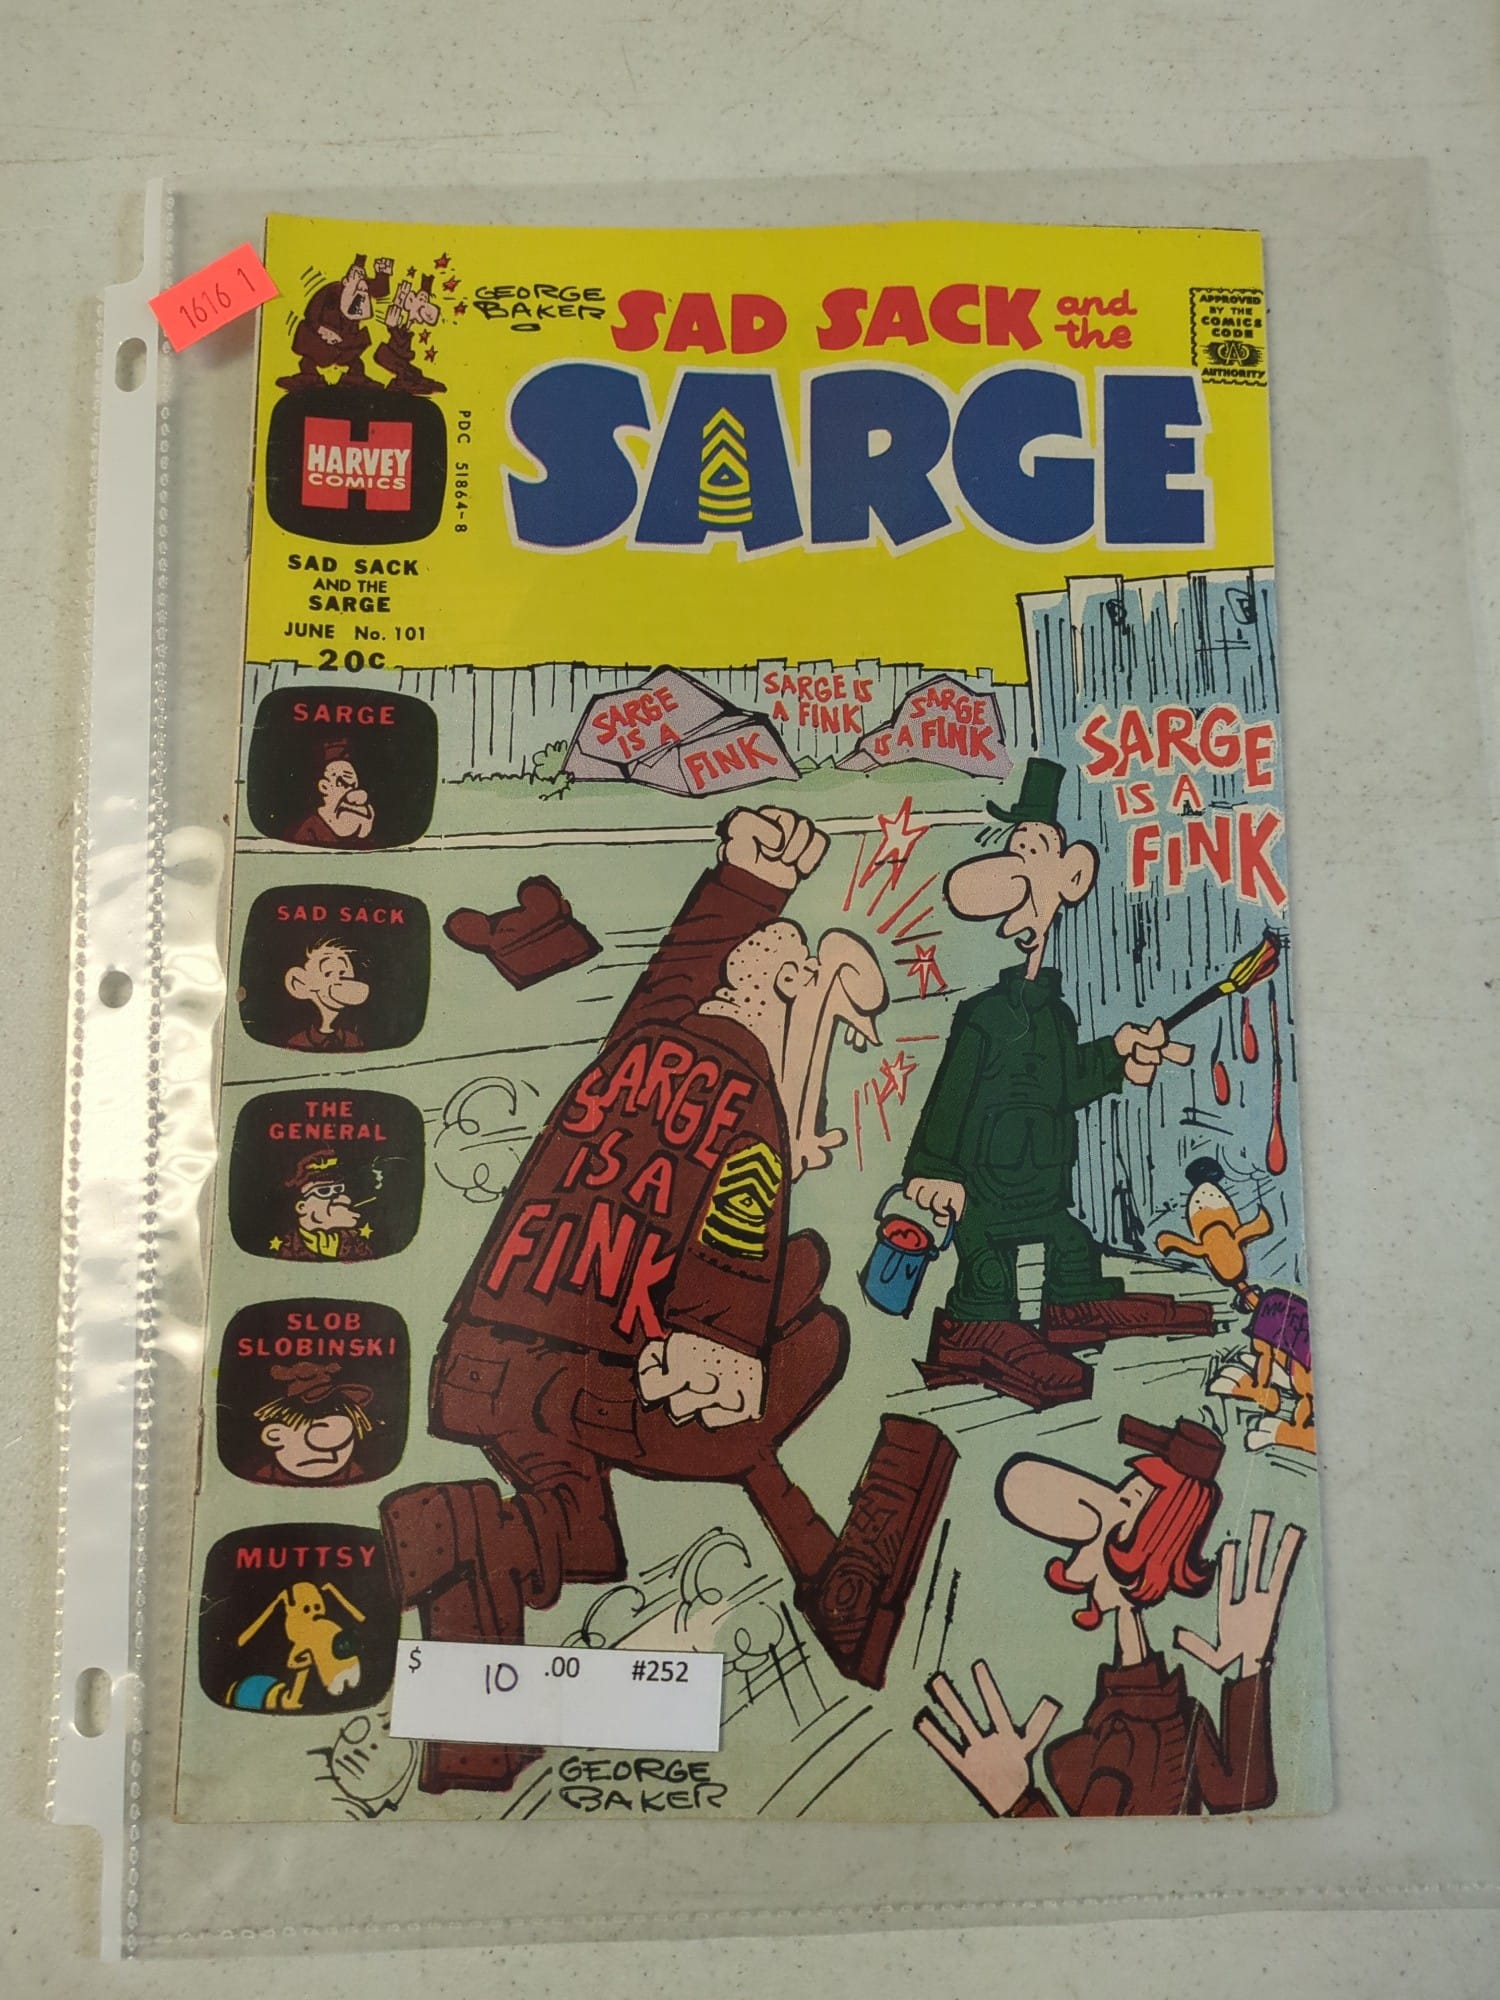 1616 1
GEORGE
BAKER
SAD SACK and
the
SARGE
APPROVED
BY THE
COMICS
CODE
CA
AUTHORITY
HARVEY
COMICS
PDC 51864-8
SAD SACK
AND THE
SARGE
JUNE No. 101
20c
SARGE
IS A
FINK
SARGE IS
A FINK
SARGE
IS A FINK
SARGE
IS A
FINK
SARGE
SAD SACK
THE
GENERAL
SLOB
SLOBINSKI
MUTTSY
SARGE
IS A
FINK
$ 10 .00 #252
GEORGE
BAKER